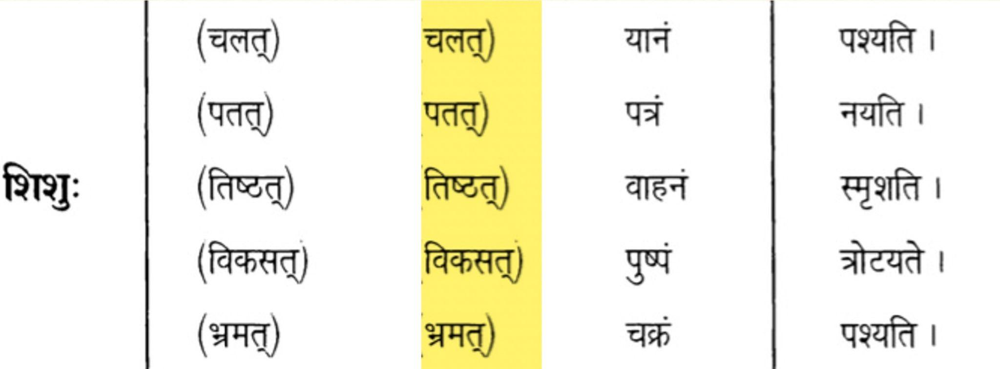 (चलत्) चलत्) यानं पश्यति ।
(पतत्) पतत्) पत्रं नयति ।
शिशुः (तिष्ठत्) तिष्ठत्) वाहनं स्मृशति ।
(विकसत्) विकसत्) पुष्पं त्रोटयते ।
(भ्रमत्) भ्रमत्) चक्रं पश्यति ।